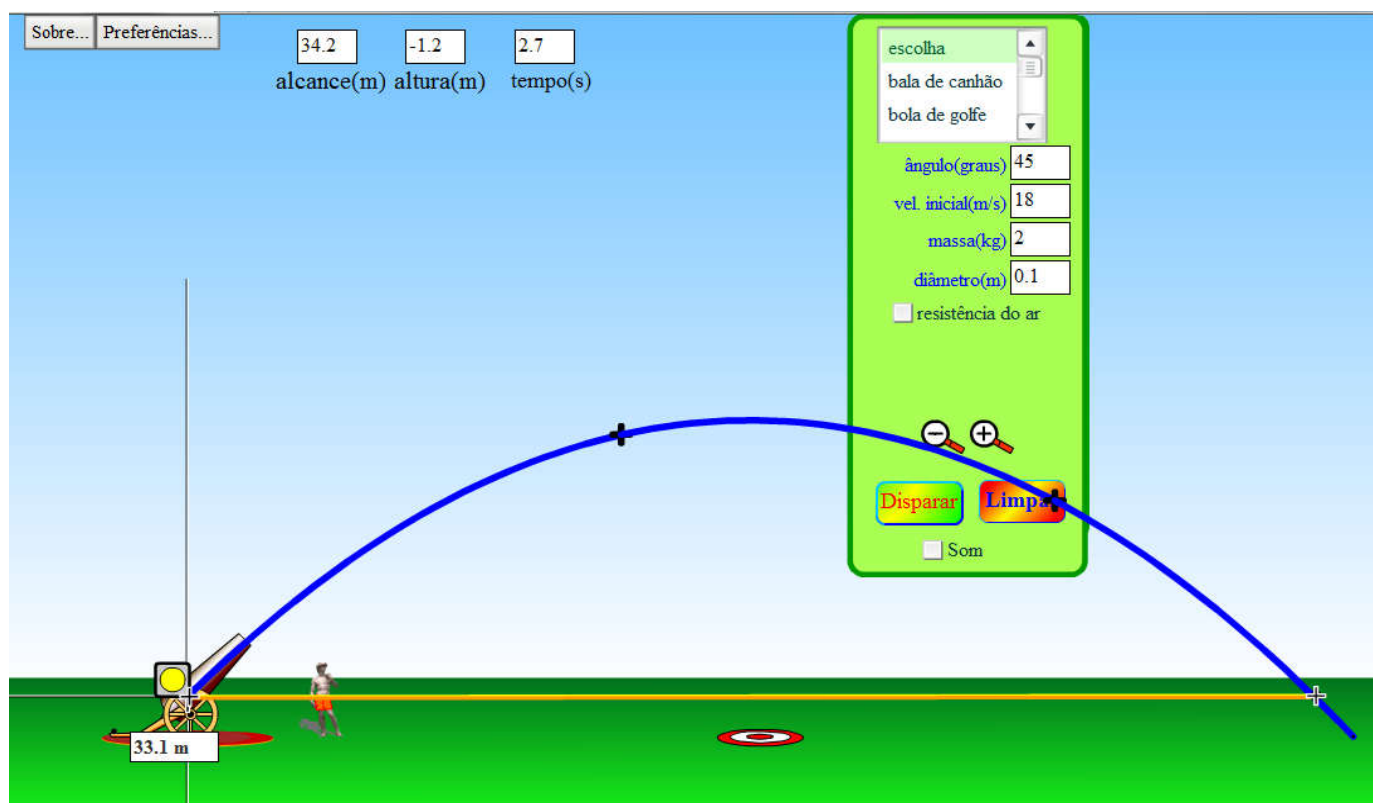 Sobre... Preferências...
34.2 -1.2 2.7
alcance(m) altura(m) tempo(s)
escolha
bala de canhão
bola de golfe
ângulo(graus) 45
vel. inicial(m/s) 18
massa(kg) 2
diâmetro(m) 0.1
resistência do ar
Disparar Limpa
Som
33.1 m